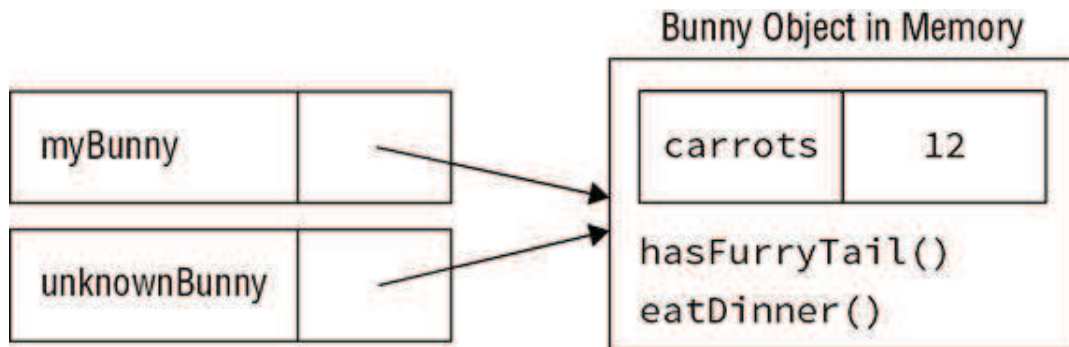 Bunny Object in Memory
myBunny
carrots 12
unknownBunny
hasFurryTail()
eatDinner()